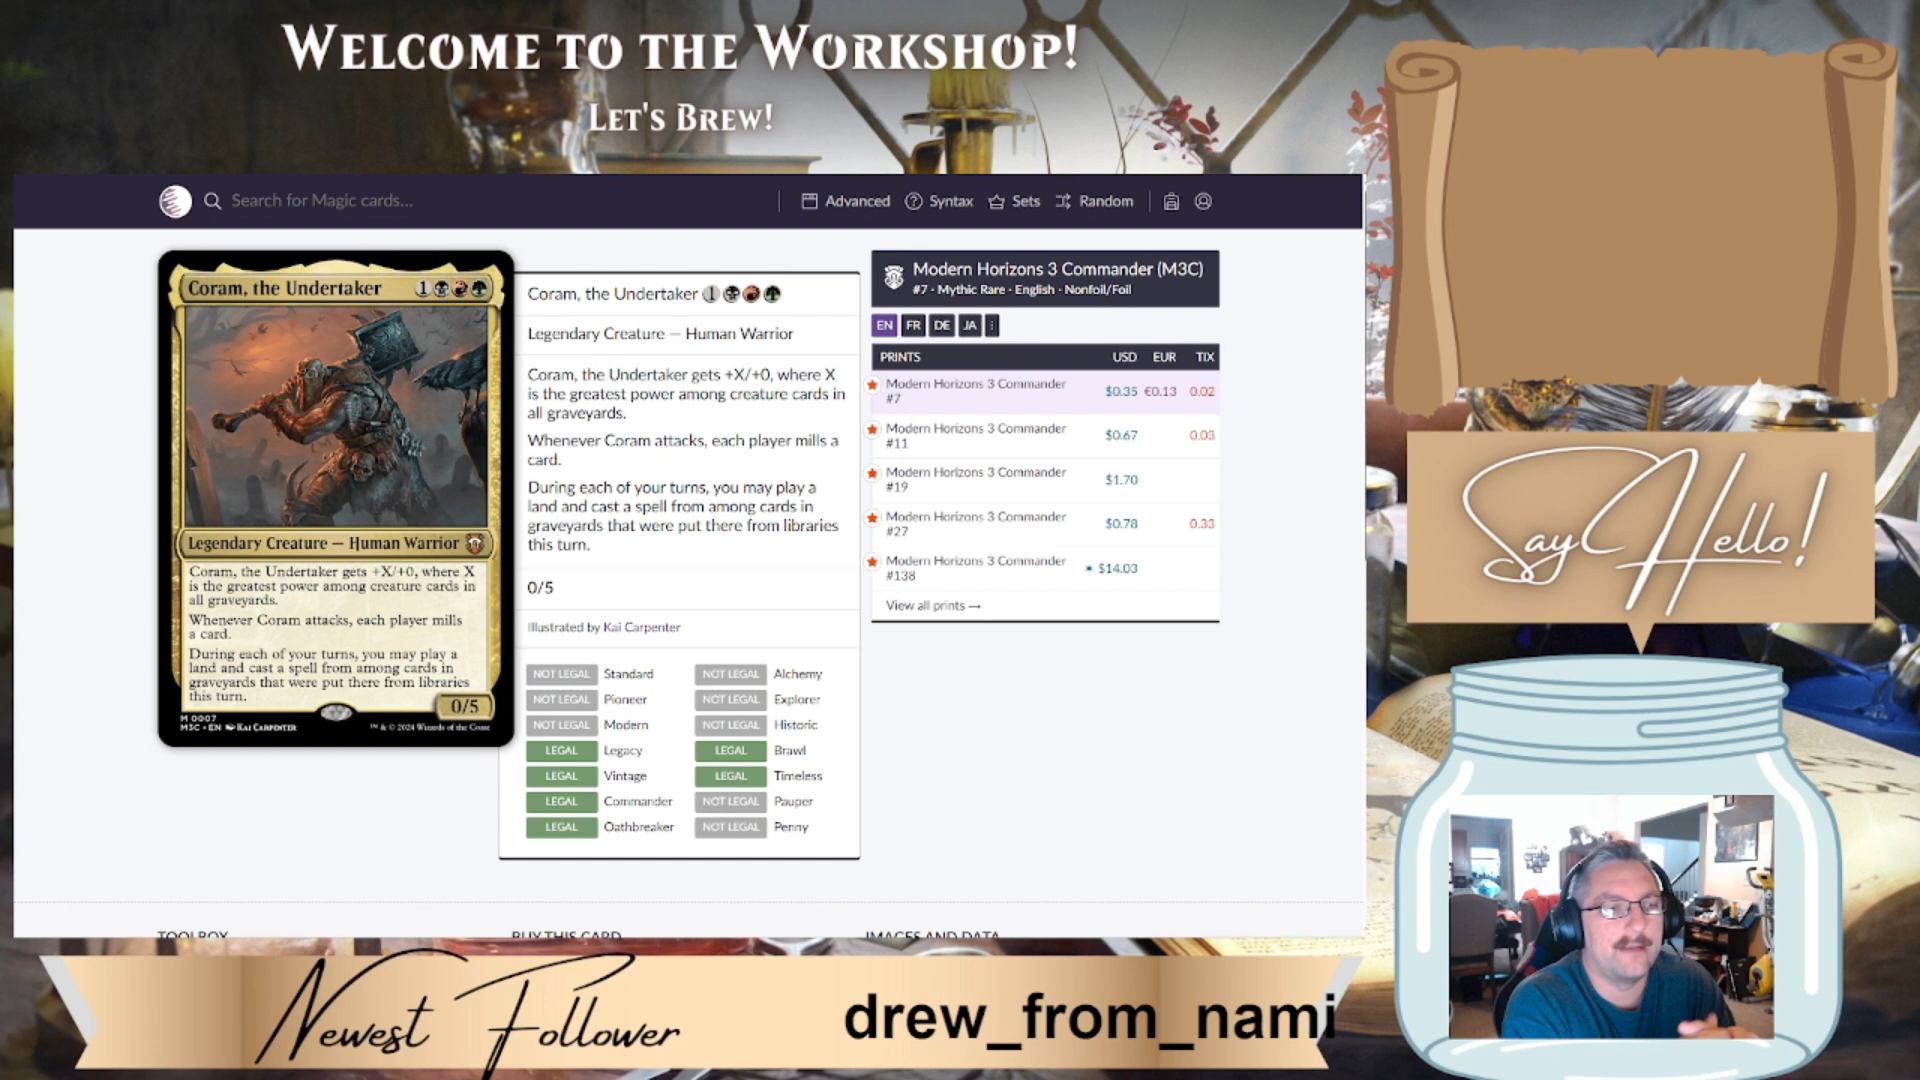 WELCOME TO THE WORKSHOP!
LET'S BREW!
Search for Magic cards...
Advanced
Syntax
Sets
Random
Coram, the Undertaker 1
Legendary Creature — Human Warrior
Coram, the Undertaker gets +X/+0, where X
is the greatest power among creature cards in
all graveyards.
Whenever Coram attacks, each player mills
a card.
During each of your turns, you may play a
land and cast a spell from among cards in
graveyards that were put there from libraries
this turn.
0/5
M 0007
M3C • EN KAI CARPENTER
™ & © 2024 Wizards of the Coast
Coram, the Undertaker 1
Legendary Creature — Human Warrior
Coram, the Undertaker gets +X/+0, where X
is the greatest power among creature cards in
all graveyards.
Whenever Coram attacks, each player mills a
card.
During each of your turns, you may play a
land and cast a spell from among cards in
graveyards that were put there from libraries
this turn.
0/5
Illustrated by Kai Carpenter
NOT LEGAL Standard NOT LEGAL Alchemy
NOT LEGAL Pioneer NOT LEGAL Explorer
NOT LEGAL Modern NOT LEGAL Historic
LEGAL Legacy LEGAL Brawl
LEGAL Vintage LEGAL Timeless
LEGAL Commander NOT LEGAL Pauper
LEGAL Oathbreaker NOT LEGAL Penny
Modern Horizons 3 Commander (M3C)
#7 · Mythic Rare · English · Nonfoil/Foil
EN FR DE JA
PRINTS USD EUR TIX
Modern Horizons 3 Commander
#7 $0.35 €0.13 0.02
Modern Horizons 3 Commander
#11 $0.67 0.03
Modern Horizons 3 Commander
#19 $1.70
Modern Horizons 3 Commander
#27 $0.78 0.33
Modern Horizons 3 Commander
#138 $14.03
View all prints →
TOOLBOX
BUY THIS CARD
IMAGES AND DATA
Say Hello!
Newest Follower
drew_from_nami